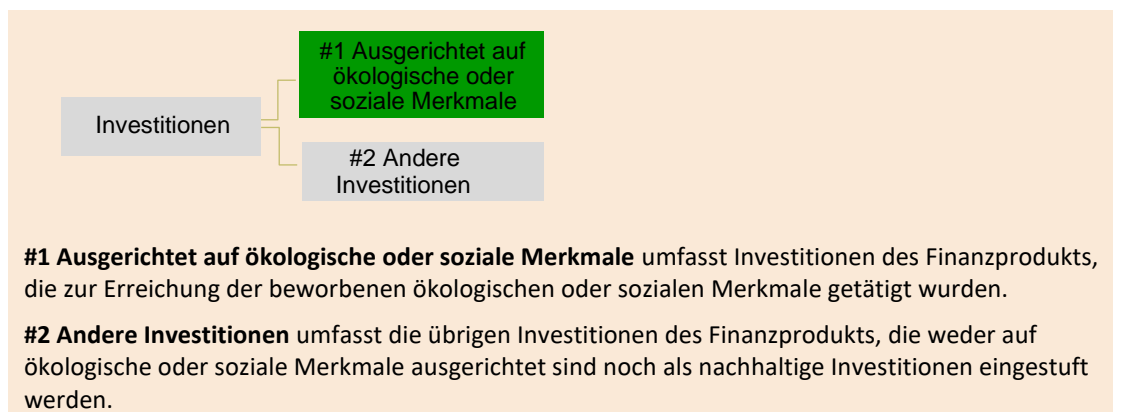 #1 Ausgerichtet auf
ökologische oder
soziale Merkmale
Investitionen
#2 Andere
Investitionen
#1 Ausgerichtet auf ökologische oder soziale Merkmale umfasst Investitionen des Finanzprodukts,
die zur Erreichung der beworbenen ökologischen oder sozialen Merkmale getätigt wurden.
#2 Andere Investitionen umfasst die übrigen Investitionen des Finanzprodukts, die weder auf
ökologische oder soziale Merkmale ausgerichtet sind noch als nachhaltige Investitionen eingestuft
werden.